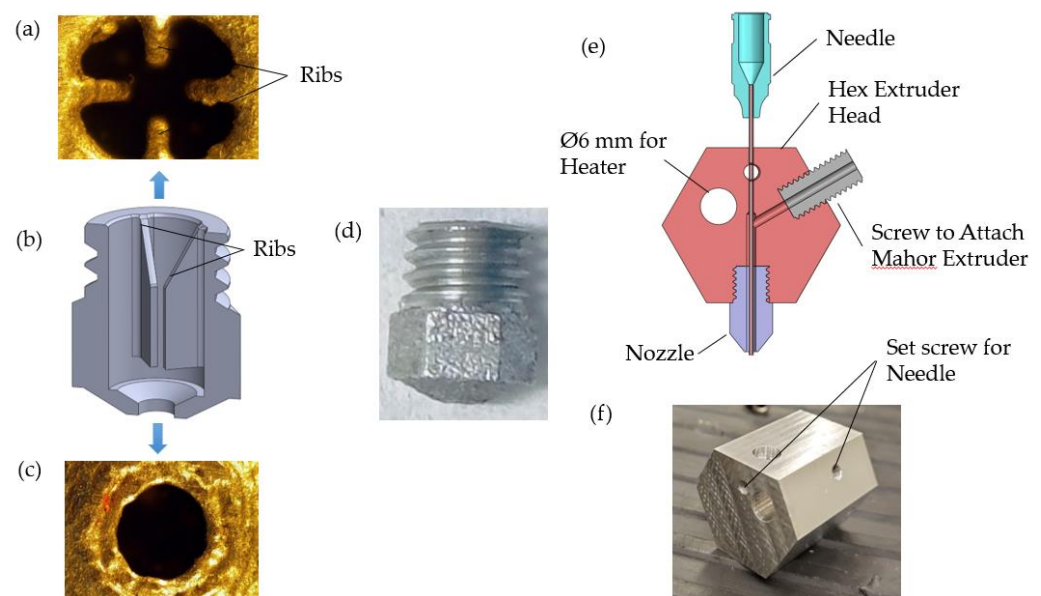 (a)
Ribs
(b)
Ribs
(c)
(d)
(e)
Needle
Hex Extruder
Head
Ø6 mm for
Heater
Screw to Attach
Mahor Extruder
Nozzle
Set screw for
Needle
(f)